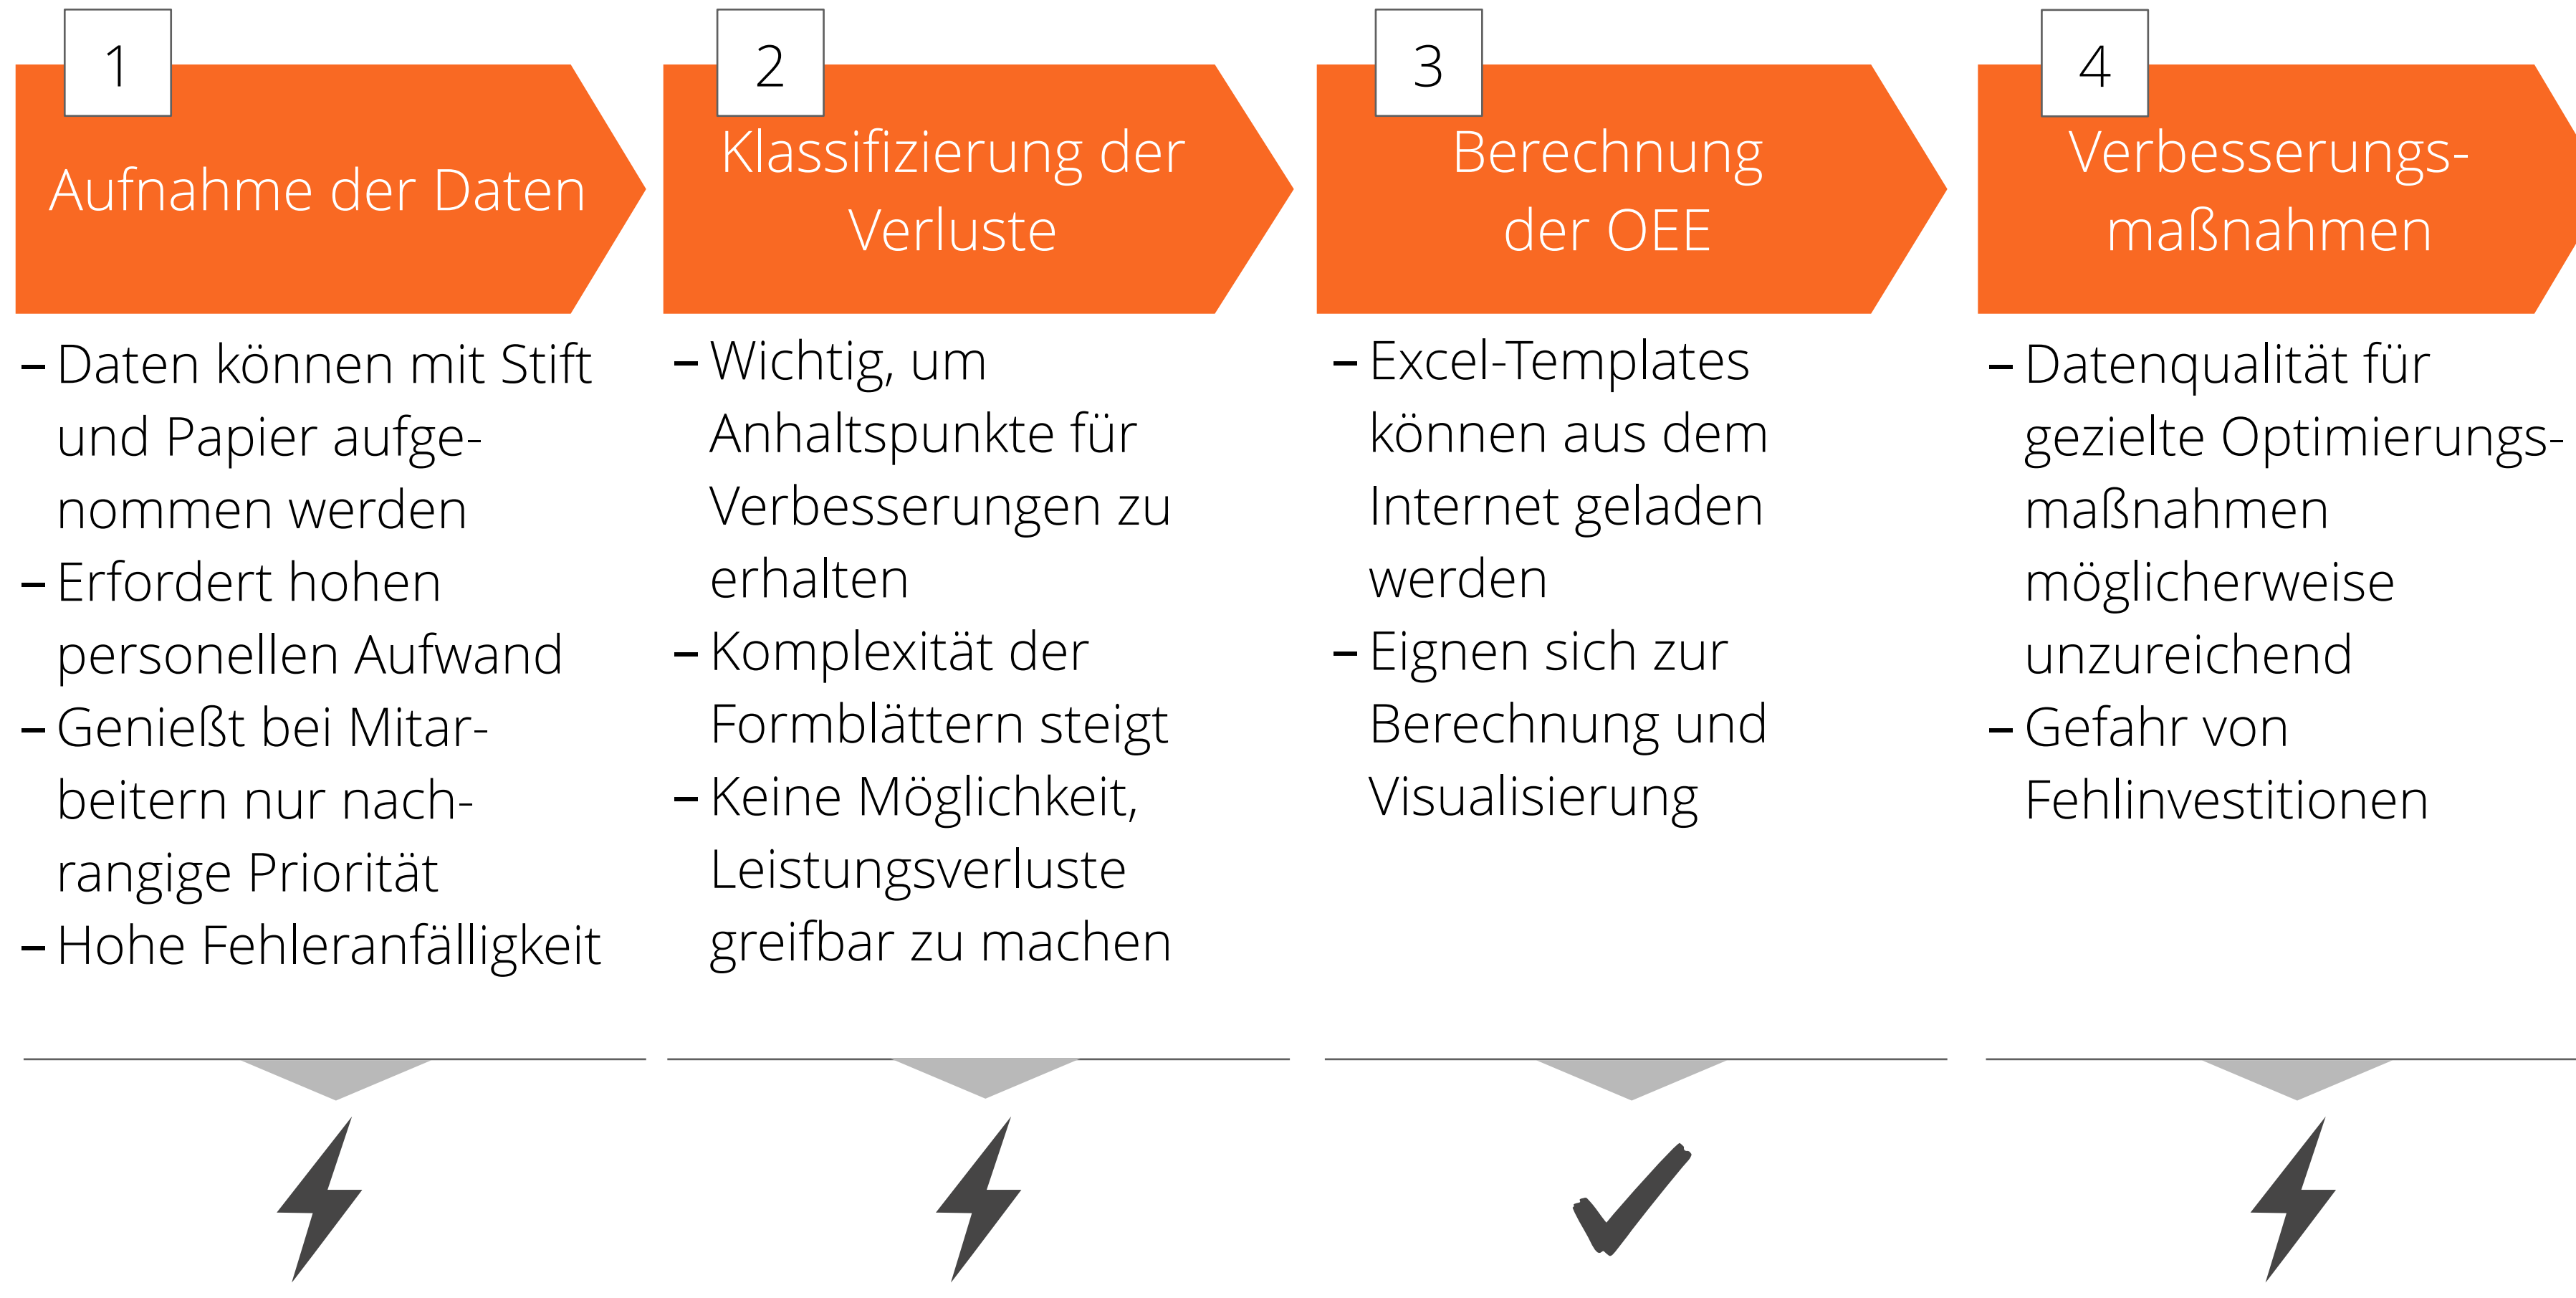 1
Aufnahme der Daten
– Daten können mit Stift
und Papier aufge-
nommen werden
– Erfordert hohen
personellen Aufwand
– Genießt bei Mitar-
beitern nur nach-
rangige Priorität
– Hohe Fehleranfälligkeit
2
Klassifizierung der
Verluste
– Wichtig, um
Anhaltspunkte für
Verbesserungen zu
erhalten
– Komplexität der
Formblättern steigt
– Keine Möglichkeit,
Leistungsverluste
greifbar zu machen
3
Berechnung
der OEE
– Excel-Templates
können aus dem
Internet geladen
werden
– Eignen sich zur
Berechnung und
Visualisierung
4
Verbesserungs-
maßnahmen
– Datenqualität für
gezielte Optimierungs-
maßnahmen
möglicherweise
unzureichend
– Gefahr von
Fehlinvestitionen